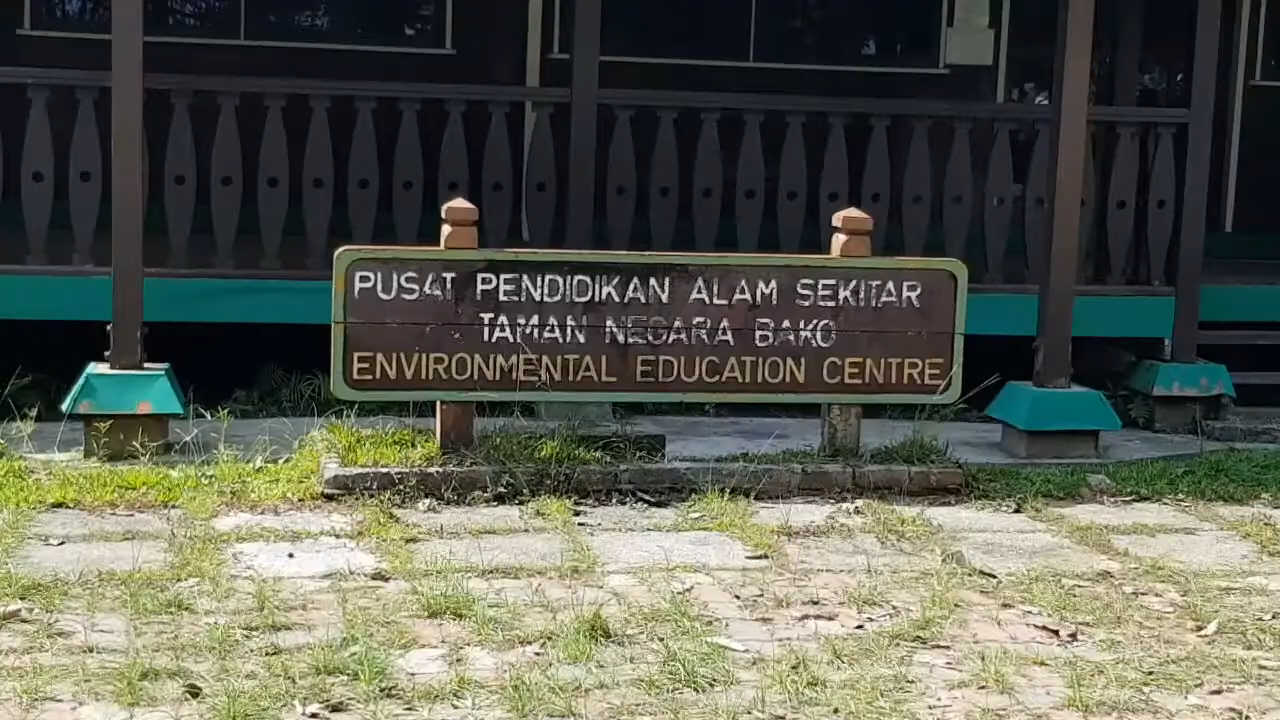 PUSAT PENDIDIKAN ALAM SEKITAR
TAMAN NEGARA BAKO
ENVIRONMENTAL EDUCATION CENTRE